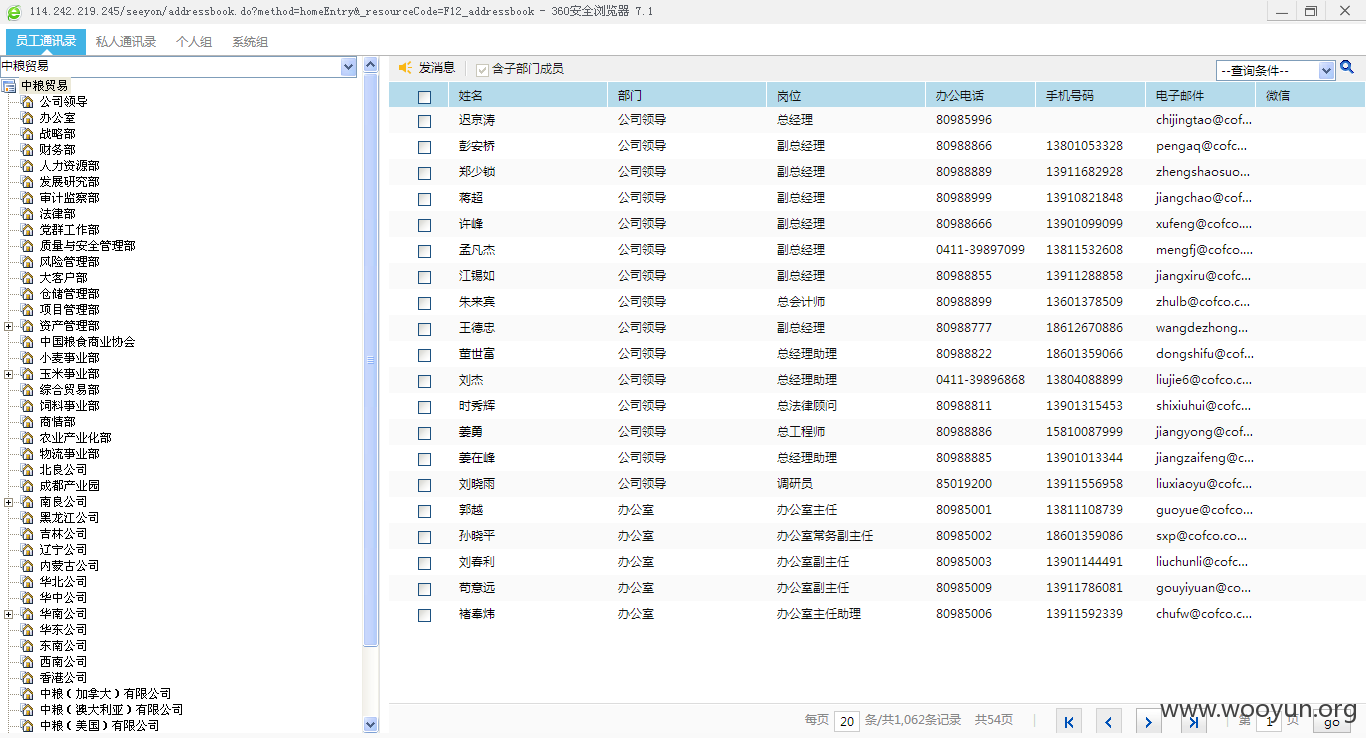 114.242.219.245/seeyon/addressbook.do?method=homeEntry&_resourceCode=F12_addressbook - 360安全浏览器 7.1
员工通讯录 私人通讯录 个人组 系统组
中粮贸易
中粮贸易
公司领导
办公室
战略部
财务部
人力资源部
发展研究部
审计监察部
法律部
党群工作部
质量与安全管理部
风险管理部
大客户部
仓储管理部
项目管理部
资产管理部
中国粮食商业协会
小麦事业部
玉米事业部
综合贸易部
饲料事业部
商情部
农业产业化部
物流事业部
北良公司
成都产业园
南良公司
黑龙江公司
吉林公司
辽宁公司
内蒙古公司
华北公司
华中公司
华南公司
华东公司
东南公司
西南公司
香港公司
中粮（加拿大）有限公司
中粮（澳大利亚）有限公司
中粮（美国）有限公司
发消息 含子部门成员 --查询条件--
姓名 部门 岗位 办公电话 手机号码 电子邮件 微信
迟京涛 公司领导 总经理 80985996 chijingtao@cof...
彭安桥 公司领导 副总经理 80988866 13801053328 pengaq@cofc...
郑少锁 公司领导 副总经理 80988889 13911682928 zhengshaosuo...
蒋超 公司领导 副总经理 80988999 13910821848 jiangchao@cof...
许峰 公司领导 副总经理 80988666 13901099099 xufeng@cofco....
孟凡杰 公司领导 副总经理 0411-39897099 13811532608 mengfj@cofco....
江锡如 公司领导 副总经理 80988855 13911288858 jiangxiru@cofc...
朱来宾 公司领导 总会计师 80988899 13601378509 zhulb@cofco.c...
王德忠 公司领导 副总经理 80988777 18612670886 wangdezhong...
董世富 公司领导 总经理助理 80988822 18601359066 dongshifu@cof...
刘杰 公司领导 总经理助理 0411-39896868 13804088899 liujie6@cofco.c...
时秀辉 公司领导 总法律顾问 80988811 13901315453 shixiuhui@cofc...
姜勇 公司领导 总工程师 80988886 15810087999 jiangyong@cof...
姜在峰 公司领导 总经理助理 80988885 13901013344 jiangzaifeng@c...
刘晓雨 公司领导 调研员 85019200 13911556958 liuxiaoyu@cofc...
郭越 办公室 办公室主任 80985001 13811108739 guoyue@cofco...
孙晓平 办公室 办公室常务副主任 80985002 18601359086 sxp@cofco.co...
刘春利 办公室 办公室副主任 80985003 13901144491 liuchunli@cofc...
苟意远 办公室 办公室副主任 80985009 13911786081 gouyiyuan@co...
褚奉炜 办公室 办公室主任助理 80985006 13911592339 chufw@cofco.c...
每页 20 条/共1,062条记录 共54页 第 1 页 go
www.wooyun.org